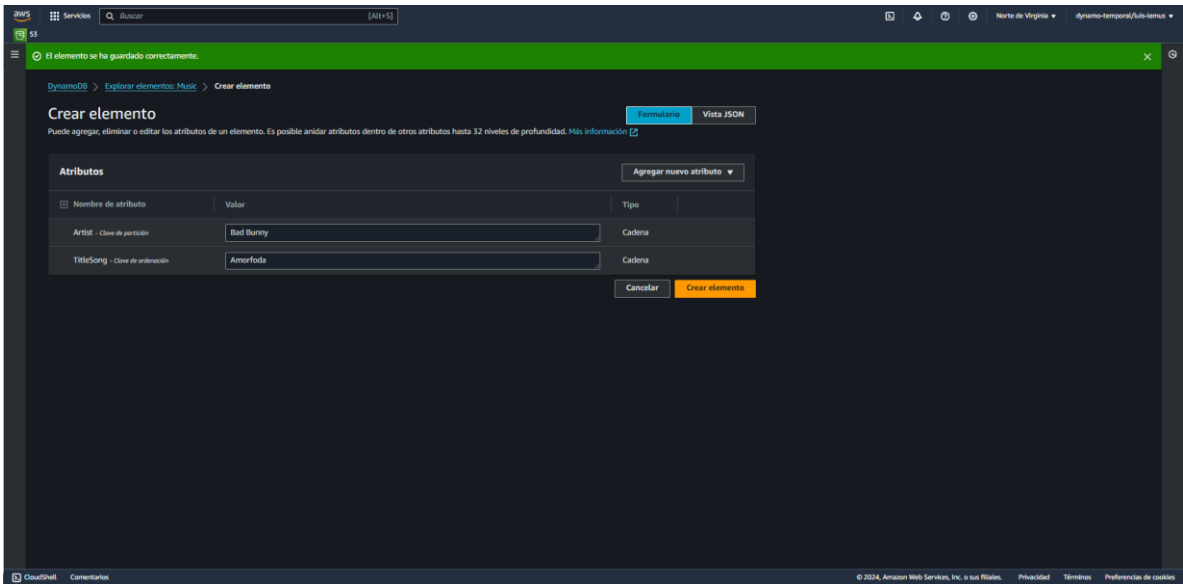 aws
Servicios
Buscar
[Alt+S]
Norte de Virginia
dynamo-temporal/luis-lemus
S3
El elemento se ha guardado correctamente.
DynamoDB > Explorar elementos: Music > Crear elemento
Crear elemento
Formulario
Vista JSON
Puede agregar, eliminar o editar los atributos de un elemento. Es posible anidar atributos dentro de otros atributos hasta 32 niveles de profundidad. Más información
Atributos
Agregar nuevo atributo
Nombre de atributo
Valor
Tipo
Artist - Clave de partición
Bad Bunny
Cadena
TitleSong - Clave de ordenación
Amorfoda
Cadena
Cancelar
Crear elemento
CloudShell
Comentarios
© 2024, Amazon Web Services, Inc. o sus filiales.
Privacidad
Términos
Preferencias de cookies